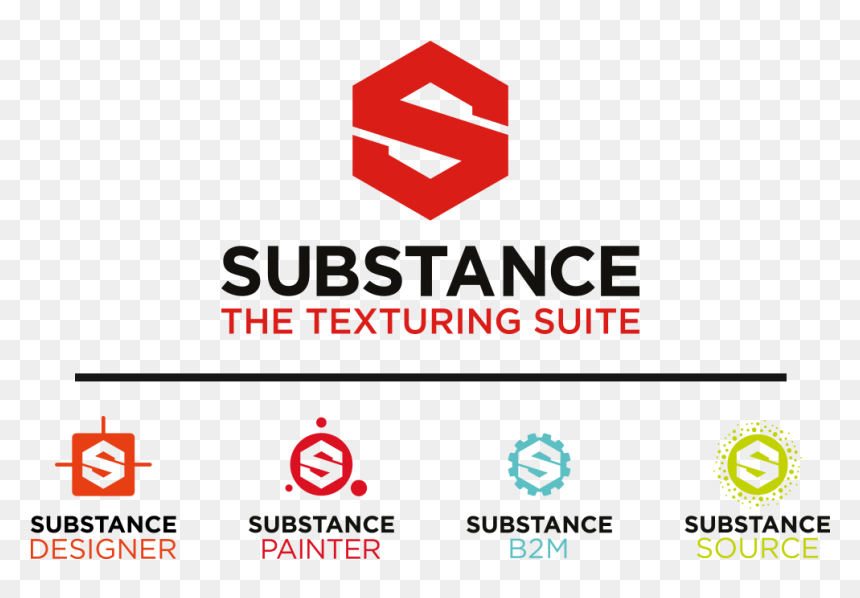 SUBSTANCE
THE TEXTURING SUITE
SUBSTANCE
DESIGNER
SUBSTANCE
PAINTER
SUBSTANCE
B2M
SUBSTANCE
SOURCE